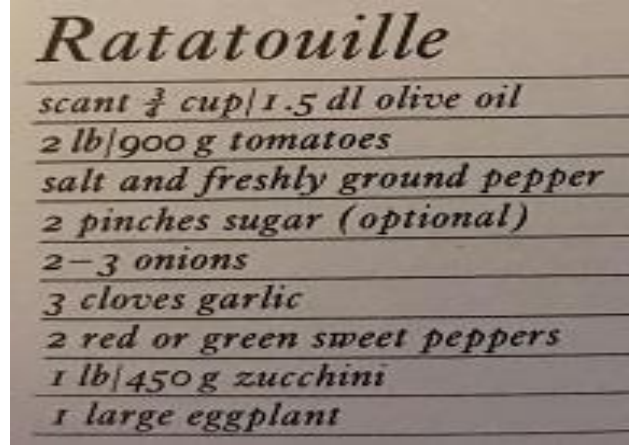 Ratatouille
scant ¾ cup|1.5 dl olive oil
2 lb|900 g tomatoes
salt and freshly ground pepper
2 pinches sugar (optional)
2–3 onions
3 cloves garlic
2 red or green sweet peppers
1 lb|450 g zucchini
1 large eggplant